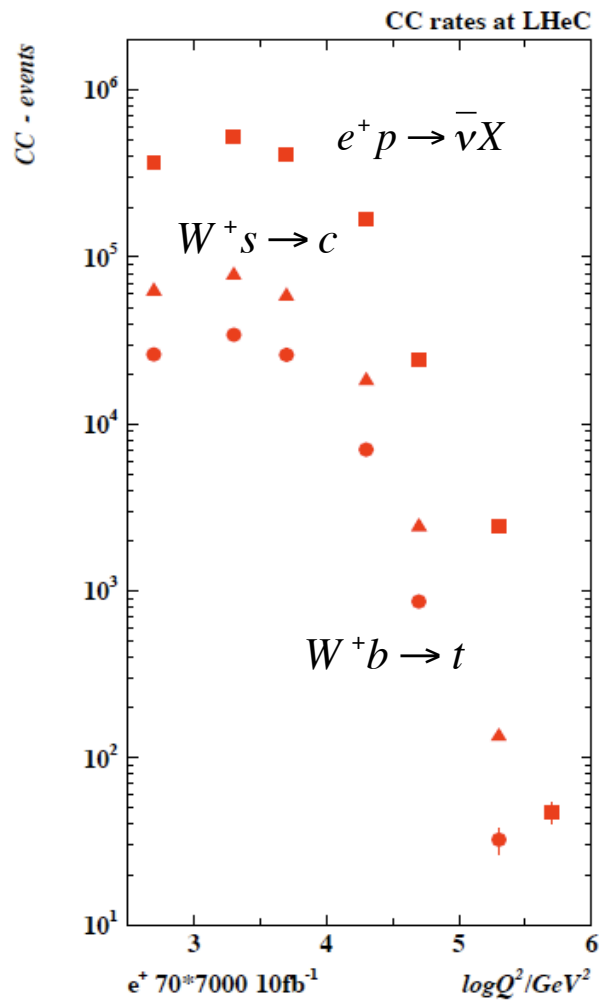 CC rates at LHeC
CC - events
10⁶
e⁺p → ν̄X
W⁺s → c
10⁵
10⁴
10³
W⁺b → t
10²
10¹
3 4 5 6
e⁺ 70*7000 10fb⁻¹ logQ²/GeV²